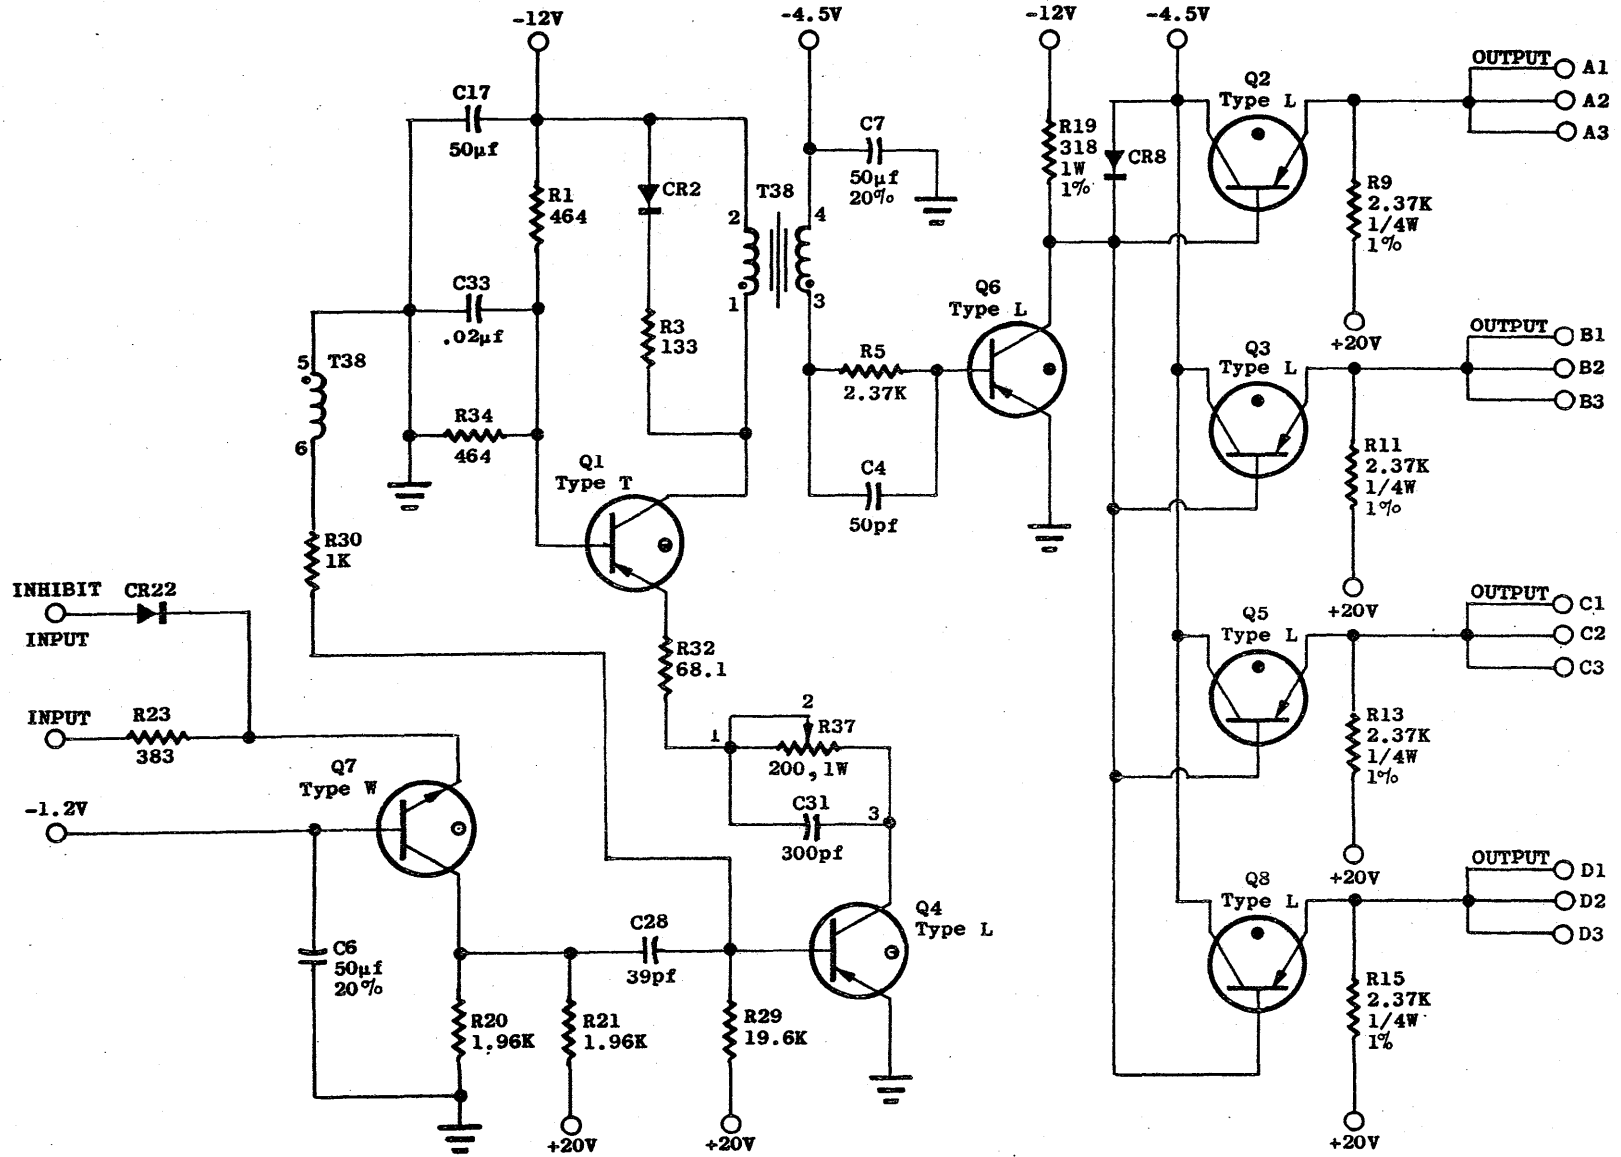 -12V
-4.5V
-12V
-4.5V
C17
50µf
R1
464
CR2
T38
2
1
4
3
C7
50µf
20%
R19
318
1W
1%
CR8
Q2
Type L
OUTPUT
A1
A2
A3
R9
2.37K
1/4W
1%
+20V
C33
.02µf
R3
133
5
T38
6
R34
464
Q1
Type T
R5
2.37K
C4
50pf
Q6
Type L
Q3
Type L
OUTPUT
B1
B2
B3
R11
2.37K
1/4W
1%
+20V
R30
1K
INHIBIT
INPUT
CR22
R32
68.1
INPUT
R23
383
1
2
R37
200, 1W
3
C31
300pf
Q5
Type L
OUTPUT
C1
C2
C3
R13
2.37K
1/4W
1%
+20V
Q7
Type W
-1.2V
C6
50µf
20%
R20
1.96K
R21
1.96K
+20V
C28
39pf
R29
19.6K
+20V
Q4
Type L
Q8
Type L
OUTPUT
D1
D2
D3
R15
2.37K
1/4W
1%
+20V